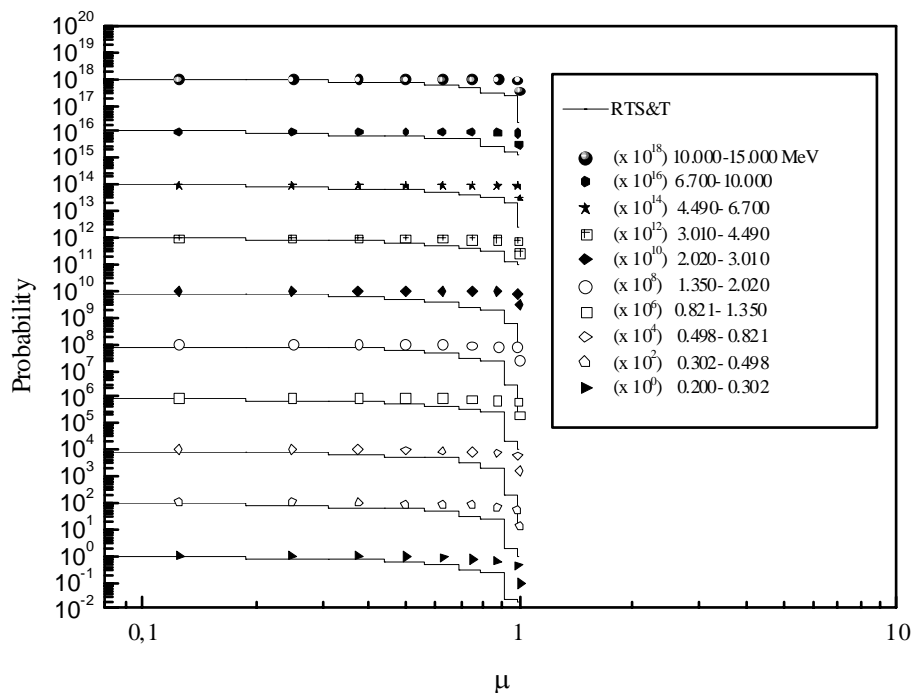 10^20
10^19
10^18
10^17
10^16
10^15
10^14
10^13
10^12
10^11
10^10
10^9
10^8
10^7
10^6
10^5
10^4
10^3
10^2
10^1
10^0
10^-1
10^-2
Probability
0,1
1
10
μ
RTS&T
(x 10^18) 10.000-15.000 MeV
(x 10^16) 6.700-10.000
(x 10^14) 4.490- 6.700
(x 10^12) 3.010- 4.490
(x 10^10) 2.020- 3.010
(x 10^8) 1.350- 2.020
(x 10^6) 0.821- 1.350
(x 10^4) 0.498- 0.821
(x 10^2) 0.302- 0.498
(x 10^0) 0.200- 0.302